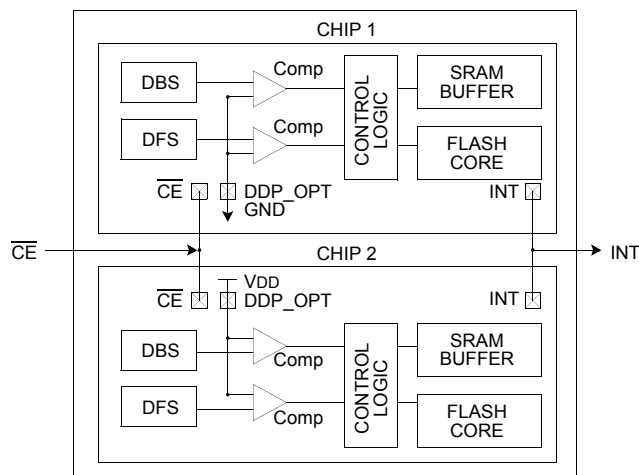 CHIP 1
DBS
Comp
CONTROL LOGIC
SRAM
BUFFER
DFS
Comp
FLASH
CORE
CE
DDP_OPT
GND
INT
CE
INT
CHIP 2
CE
VDD
DDP_OPT
INT
DBS
Comp
CONTROL LOGIC
SRAM
BUFFER
DFS
Comp
FLASH
CORE